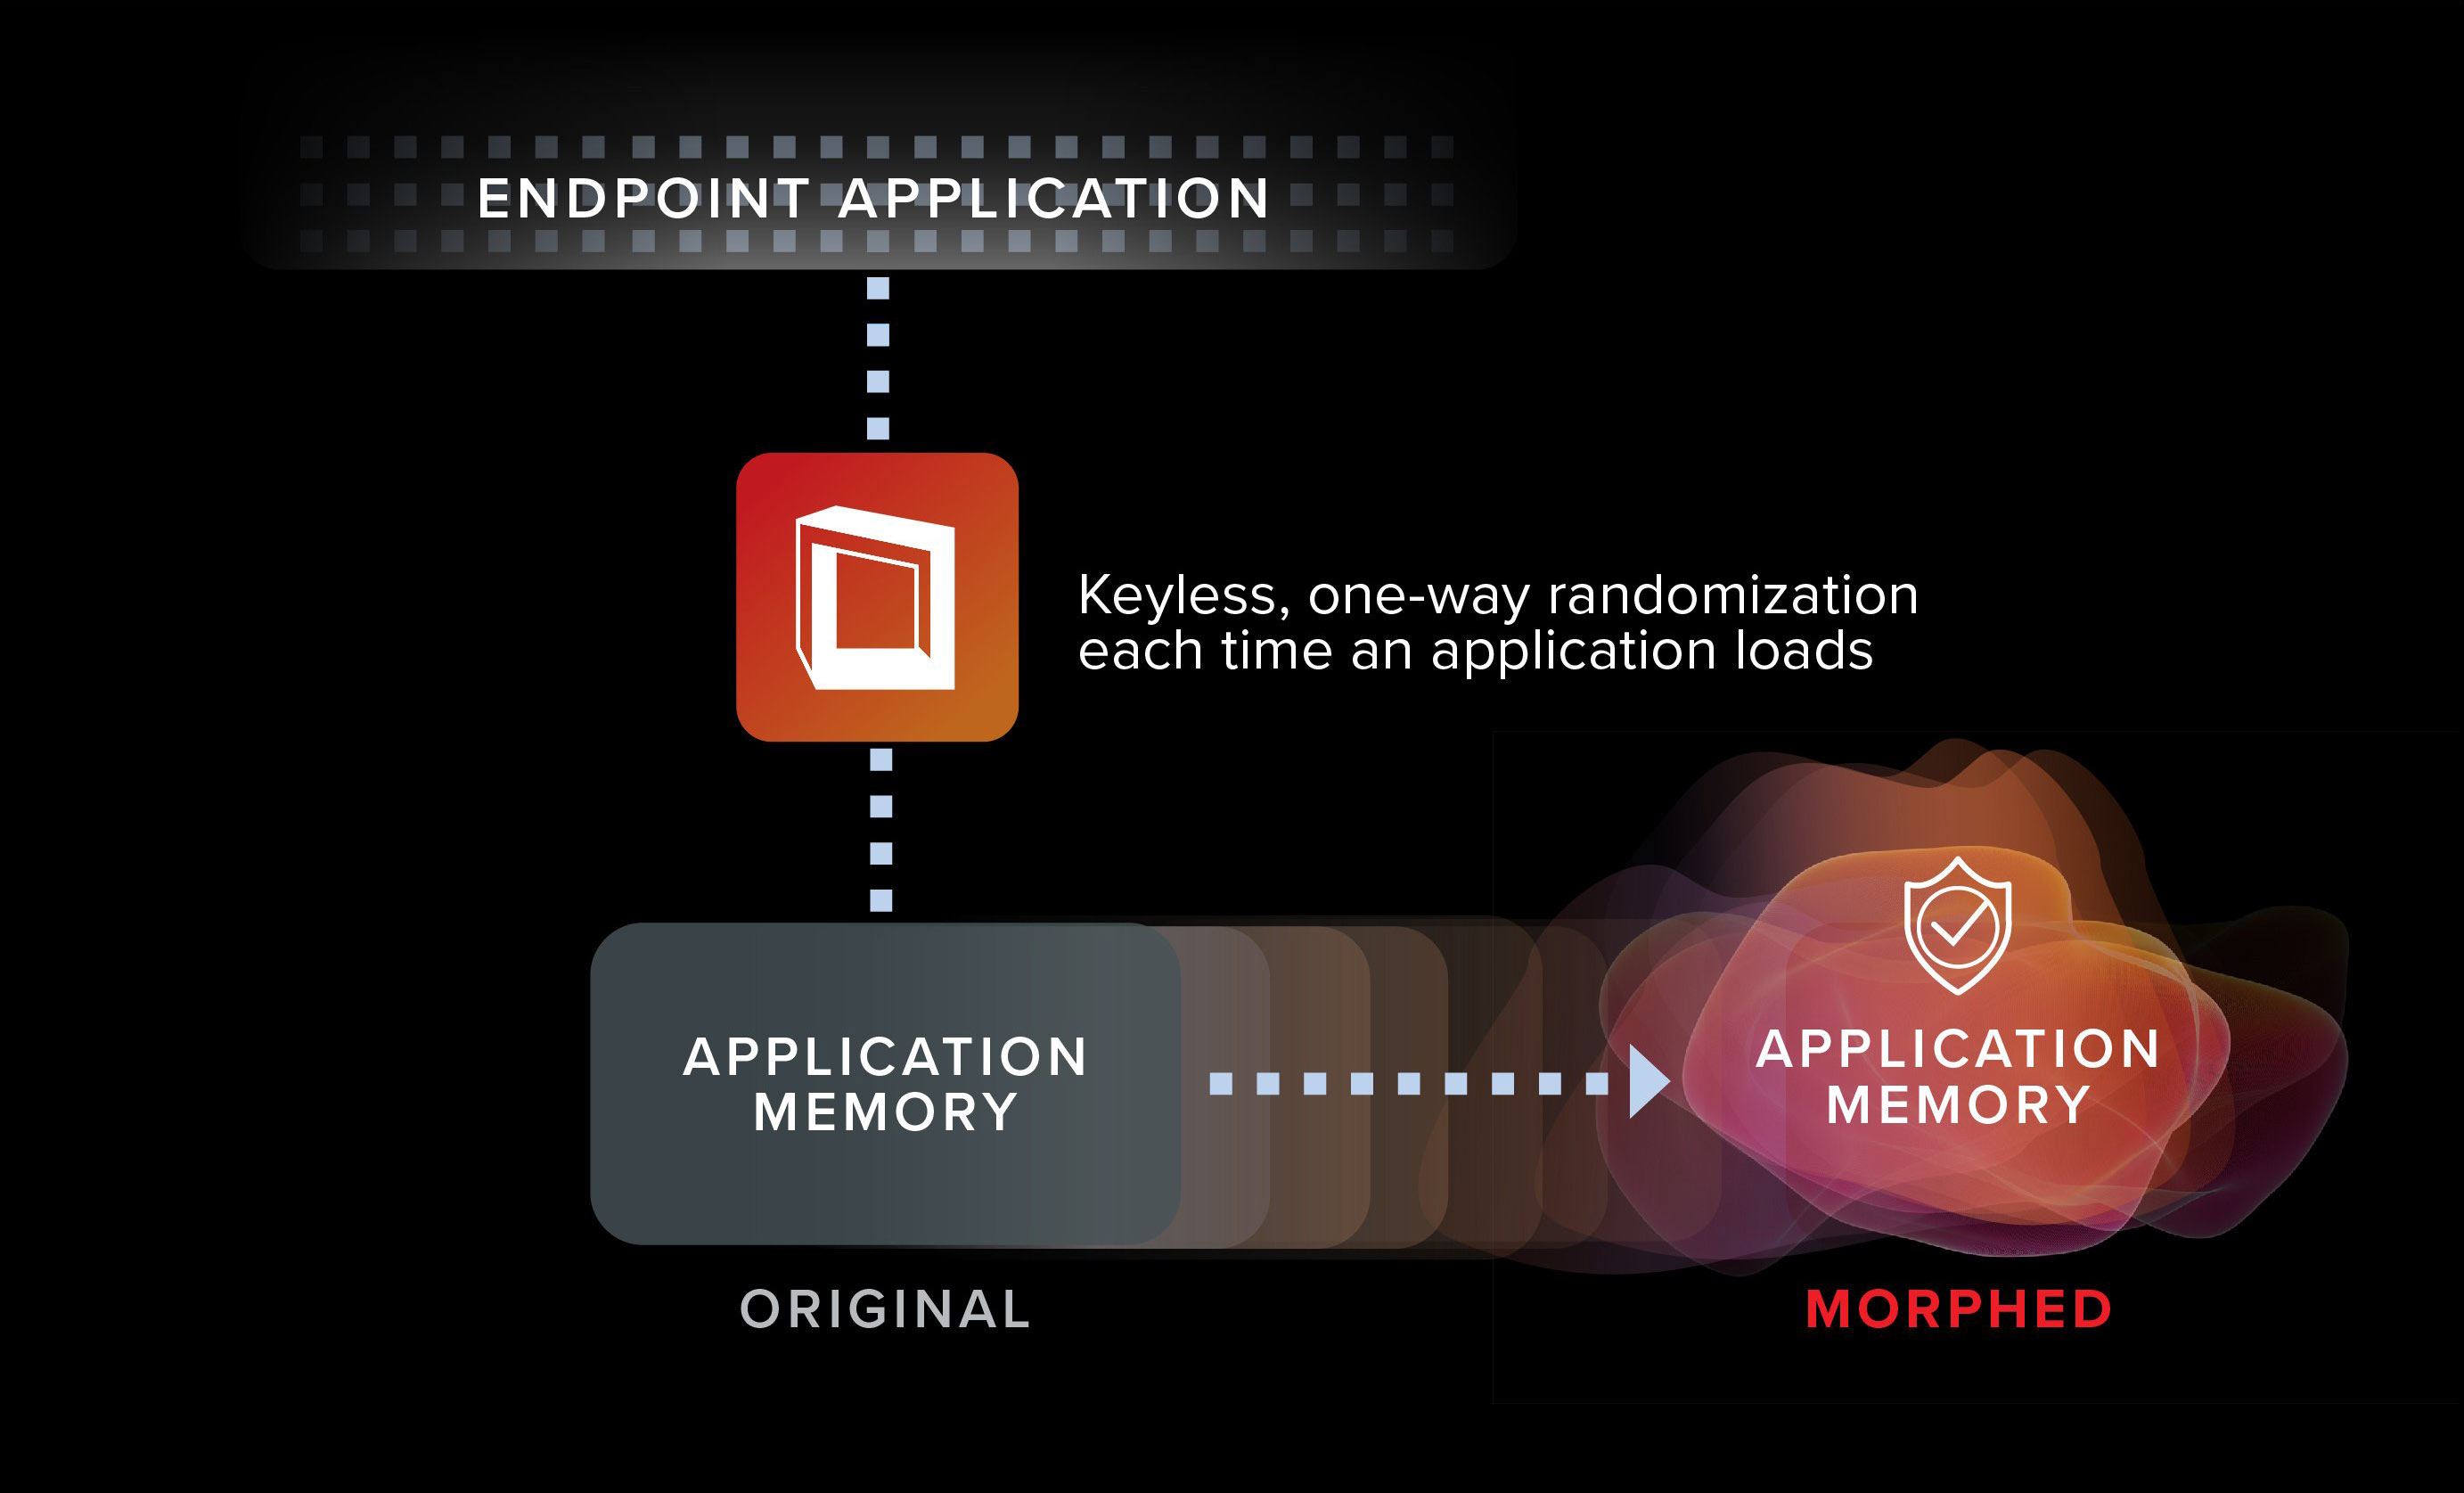 ENDPOINT APPLICATION
Keyless, one-way randomization
each time an application loads
APPLICATION
MEMORY
ORIGINAL
APPLICATION
MEMORY
MORPHED